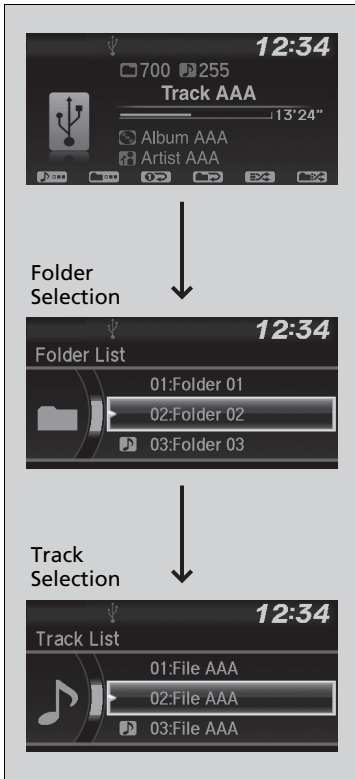 12:34
700 255
Track AAA
13'24"
Album AAA
Artist AAA
Folder
Selection
12:34
Folder List
01:Folder 01
02:Folder 02
03:Folder 03
Track
Selection
12:34
Track List
01:File AAA
02:File AAA
03:File AAA